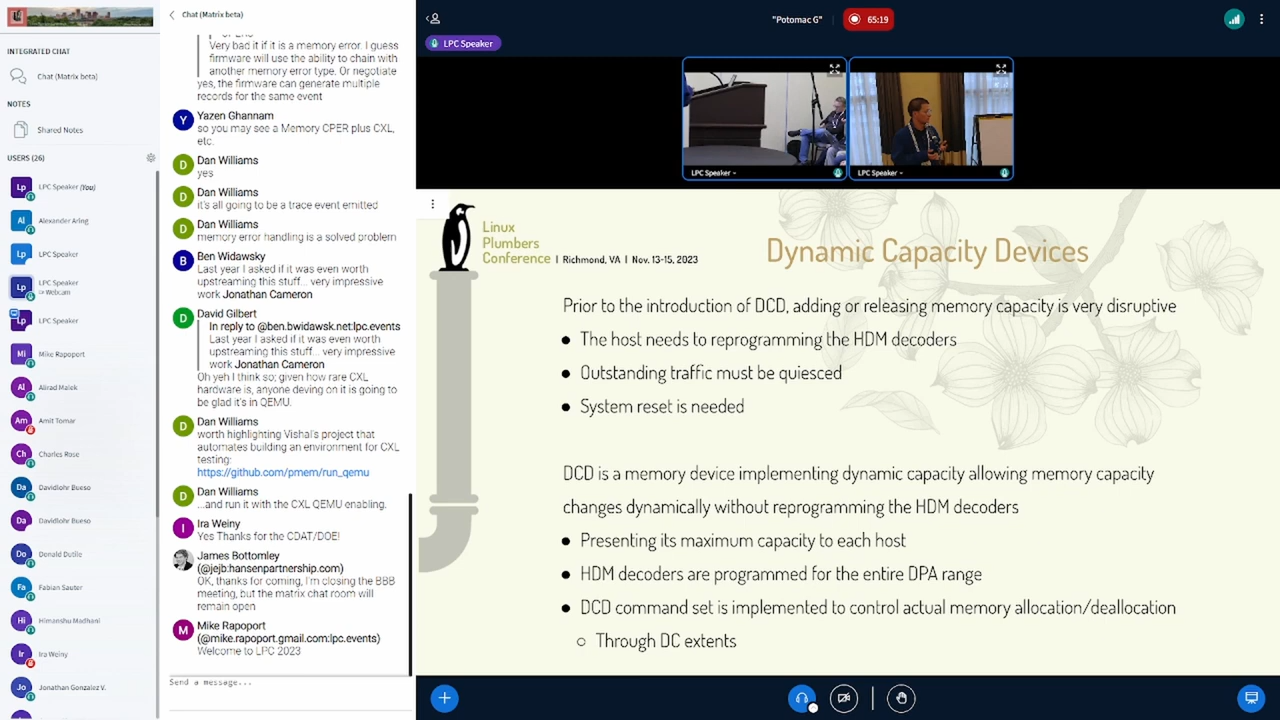 INTEGRATED CHAT
Chat (Matrix beta)
NOTES
Shared Notes
USERS (26)
Lp
LPC Speaker (You)
Al
Alexander Aring
Lp
LPC Speaker
Lp
LPC Speaker
Webcam
Lp
LPC Speaker
Mi
Mike Rapoport
Al
Alirad Malek
Am
Amit Tomar
Ch
Charles Rose
Da
Davidlohr Bueso
Da
Davidlohr Bueso
Do
Donald Dutile
Fa
Fabian Sauter
Hi
Himanshu Madhani
Ir
Ira Weiny
Jo
Jonathan Gonzalez V.
Chat (Matrix beta)
Very bad it if it is a memory error. I guess
firmware will use the ability to chain with
another memory error type. Or negotiate
yes, the firmware can generate multiple
records for the same event
Y
Yazen Ghannam
so you may see a Memory CPER plus CXL,
etc.
D
Dan Williams
yes
D
Dan Williams
it's all going to be a trace event emitted
D
Dan Williams
memory error handling is a solved problem
B
Ben Widawsky
Last year I asked if it was even worth
upstreaming this stuff... very impressive
work Jonathan Cameron
D
David Gilbert
In reply to @ben.bwidawsk.net:lpc.events
Last year I asked if it was even worth
upstreaming this stuff... very impressive
work Jonathan Cameron
Oh yeh I think so; given how rare CXL
hardware is, anyone deving on it is going to
be glad it's in QEMU.
D
Dan Williams
worth highlighting Vishal's project that
automates building an environment for CXL
testing:
https://github.com/pmem/run_qemu
D
Dan Williams
...and run it with the CXL QEMU enabling.
I
Ira Weiny
Yes Thanks for the CDAT/DOE!
James Bottomley
(@jejb:hansenpartnership.com)
OK, thanks for coming, I'm closing the BBB
meeting, but the matrix chat room will
remain open
M
Mike Rapoport
(@mike.rapoport.gmail.com:lpc.events)
Welcome to LPC 2023
Send a message...
"Potomac G"
65:19
LPC Speaker
LPC Speaker
LPC Speaker
Linux
Plumbers
Conference | Richmond, VA | Nov. 13-15, 2023
Dynamic Capacity Devices
Prior to the introduction of DCD, adding or releasing memory capacity is very disruptive
● The host needs to reprogramming the HDM decoders
● Outstanding traffic must be quiesced
● System reset is needed
DCD is a memory device implementing dynamic capacity allowing memory capacity
changes dynamically without reprogramming the HDM decoders
● Presenting its maximum capacity to each host
● HDM decoders are programmed for the entire DPA range
● DCD command set is implemented to control actual memory allocation/deallocation
○ Through DC extents